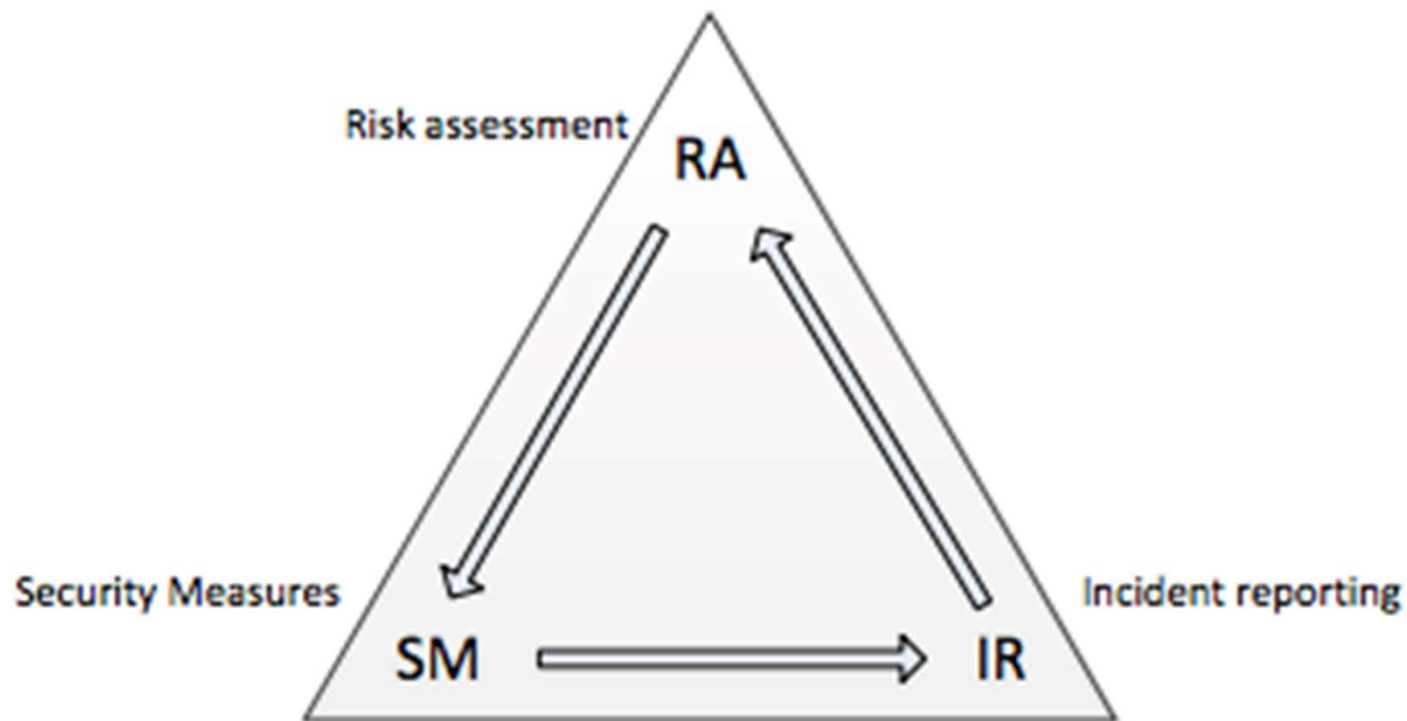 Risk assessment
RA
Security Measures
Incident reporting
SM
IR